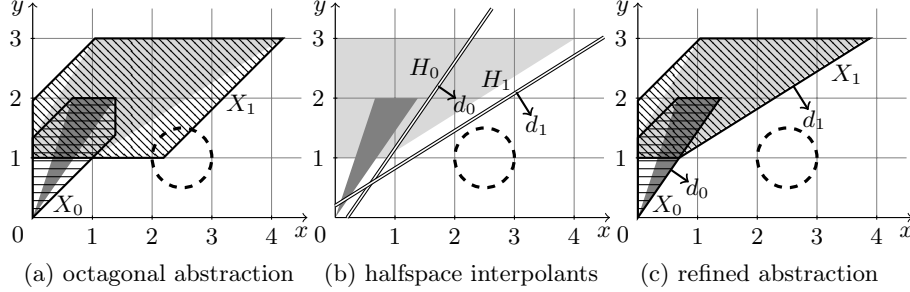 y
3
2
1
0
1
2
3
4
x
X₀
X₁
(a) octagonal abstraction
y
3
2
1
0
1
2
3
4
x
H₀
H₁
d₀
d₁
(b) halfspace interpolants
y
3
2
1
0
1
2
3
4
x
X₀
X₁
d₀
d₁
(c) refined abstraction